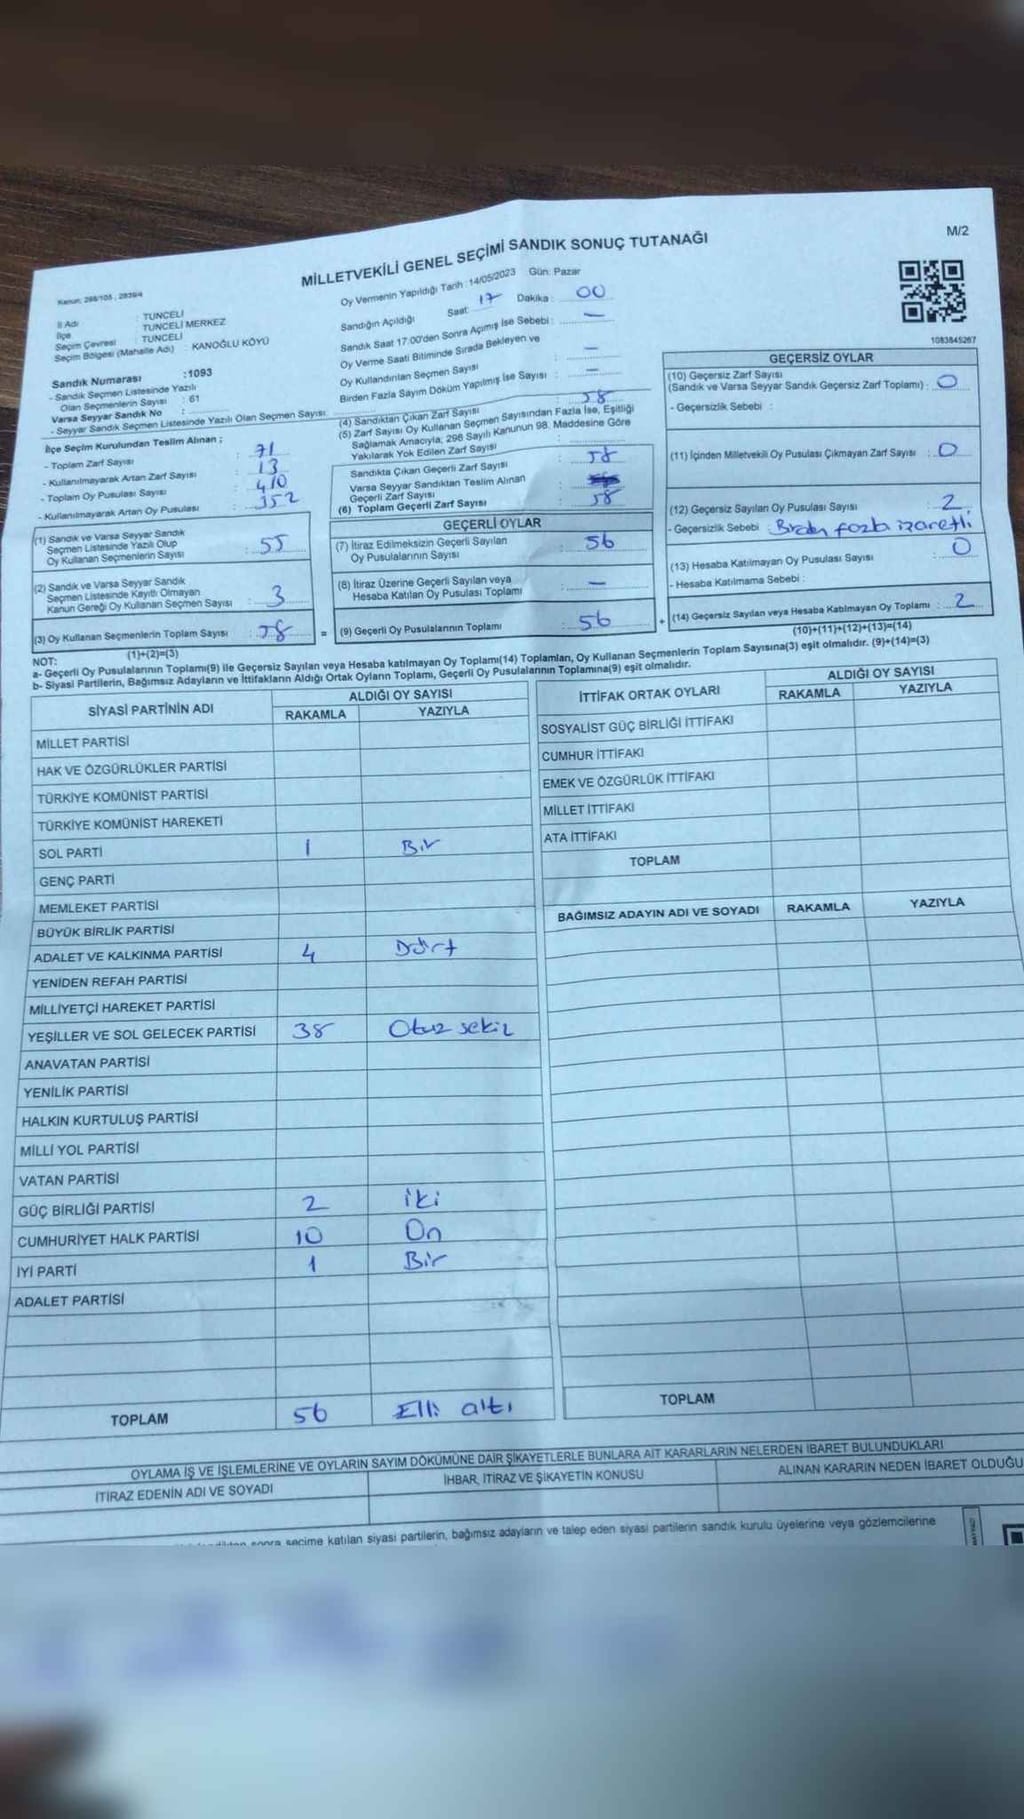 M/2
MİLLETVEKİLİ GENEL SEÇİMİ SANDIK SONUÇ TUTANAĞI
Kanun: 298/105, 2839/4
İl Adı : TUNCELİ
İlçe : TUNCELİ MERKEZ
Seçim Çevresi : TUNCELİ
Seçim Bölgesi (Mahalle Adı) : KANOĞLU KÖYÜ
Sandık Numarası :1093
- Sandık Seçmen Listesinde Yazılı
Olan Seçmenlerin Sayısı : 61
Varsa Seyyar Sandık No :
- Seyyar Sandık Seçmen Listesinde Yazılı Olan Seçmen Sayısı:
Oy Vermenin Yapıldığı Tarih :14/05/2023 Gün: Pazar
Sandığın Açıldığı Saat: 17 Dakika : 00
Sandık Saat 17:00'den Sonra Açımış İse Sebebi : –
Oy Verme Saati Bitiminde Sırada Bekleyen ve
Oy Kullandırılan Seçmen Sayısı : –
Birden Fazla Sayım Döküm Yapılmış İse Sayısı : –
1083845267
İlçe Seçim Kurulundan Teslim Alınan ;
- Toplam Zarf Sayısı : 71
- Kullanılmayarak Artan Zarf Sayısı : 13
- Toplam Oy Pusulası Sayısı : 410
- Kullanılmayarak Artan Oy Pusulası : 352
(4) Sandıktan Çıkan Zarf Sayısı : 58
(5) Zarf Sayısı Oy Kullanan Seçmen Sayısından Fazla İse, Eşitliği
Sağlamak Amacıyla; 298 Sayılı Kanunun 98. Maddesine Göre
Yakılarak Yok Edilen Zarf Sayısı :
Sandıkta Çıkan Geçerli Zarf Sayısı : 58
Varsa Seyyar Sandıktan Teslim Alınan
Geçerli Zarf Sayısı :
(6) Toplam Geçerli Zarf Sayısı : 58
GEÇERSİZ OYLAR
(10) Geçersiz Zarf Sayısı
(Sandık ve Varsa Seyyar Sandık Geçersiz Zarf Toplamı) : 0
- Geçersizlik Sebebi :
(11) İçinden Milletvekili Oy Pusulası Çıkmayan Zarf Sayısı : 0
(12) Geçersiz Sayılan Oy Pusulası Sayısı : 2
- Geçersizlik Sebebi : Birden fazla işaretli
(13) Hesaba Katılmayan Oy Pusulası Sayısı : 0
- Hesaba Katılmama Sebebi :
(14) Geçersiz Sayılan veya Hesaba Katılmayan Oy Toplamı : 2
(10)+(11)+(12)+(13)=(14)
(1) Sandık ve Varsa Seyyar Sandık
Seçmen Listesinde Yazılı Olup
Oy Kullanan Seçmenlerin Sayısı : 55
(2) Sandık ve Varsa Seyyar Sandık
Seçmen Listesinde Kayıtlı Olmayan
Kanun Gereği Oy Kullanan Seçmen Sayısı : 3
(3) Oy Kullanan Seçmenlerin Toplam Sayısı : 58
(1)+(2)=(3)
=
GEÇERLİ OYLAR
(7) İtiraz Edilmeksizin Geçerli Sayılan
Oy Pusulalarının Sayısı : 56
(8) İtiraz Üzerine Geçerli Sayılan veya
Hesaba Katılan Oy Pusulası Toplamı : –
(9) Geçerli Oy Pusulalarının Toplamı : 56
+
NOT:
a- Geçerli Oy Pusulalarının Toplamı(9) ile Geçersiz Sayılan veya Hesaba katılmayan Oy Toplamı(14) Toplamları, Oy Kullanan Seçmenlerin Toplam Sayısına(3) eşit olmalıdır. (9)+(14)=(3)
b- Siyasi Partilerin, Bağımsız Adayların ve İttifakların Aldığı Ortak Oyların Toplamı, Geçerli Oy Pusulalarının Toplamına(9) eşit olmalıdır.
SİYASİ PARTİNİN ADI ALDIĞI OY SAYISI
RAKAMLA YAZIYLA
MİLLET PARTİSİ
HAK VE ÖZGÜRLÜKLER PARTİSİ
TÜRKİYE KOMÜNİST PARTİSİ
TÜRKİYE KOMÜNİST HAREKETİ
SOL PARTİ 1 Bir
GENÇ PARTİ
MEMLEKET PARTİSİ
BÜYÜK BİRLİK PARTİSİ
ADALET VE KALKINMA PARTİSİ 4 Dört
YENİDEN REFAH PARTİSİ
MİLLİYETÇİ HAREKET PARTİSİ
YEŞİLLER VE SOL GELECEK PARTİSİ 38 Otuz sekiz
ANAVATAN PARTİSİ
YENİLİK PARTİSİ
HALKIN KURTULUŞ PARTİSİ
MİLLİ YOL PARTİSİ
VATAN PARTİSİ
GÜÇ BİRLİĞİ PARTİSİ 2 İki
CUMHURİYET HALK PARTİSİ 10 On
İYİ PARTİ 1 Bir
ADALET PARTİSİ
TOPLAM 56 Elli altı
İTTİFAK ORTAK OYLARI ALDIĞI OY SAYISI
RAKAMLA YAZIYLA
SOSYALİST GÜÇ BİRLİĞİ İTTİFAKI
CUMHUR İTTİFAKI
EMEK VE ÖZGÜRLÜK İTTİFAKI
MİLLET İTTİFAKI
ATA İTTİFAKI
TOPLAM
BAĞIMSIZ ADAYIN ADI VE SOYADI RAKAMLA YAZIYLA
TOPLAM
OYLAMA İŞ VE İŞLEMLERİNE VE OYLARIN SAYIM DÖKÜMÜNE DAİR ŞİKAYETLERLE BUNLARA AİT KARARLARIN NELERDEN İBARET BULUNDUKLARI
İTİRAZ EDENİN ADI VE SOYADI İHBAR, İTİRAZ VE ŞİKAYETİN KONUSU ALINAN KARARIN NEDEN İBARET OLDUĞU
sonra seçime katılan siyasi partilerin, bağımsız adayların ve talep eden siyasi partilerin sandık kurulu üyelerine veya gözlemcilerine